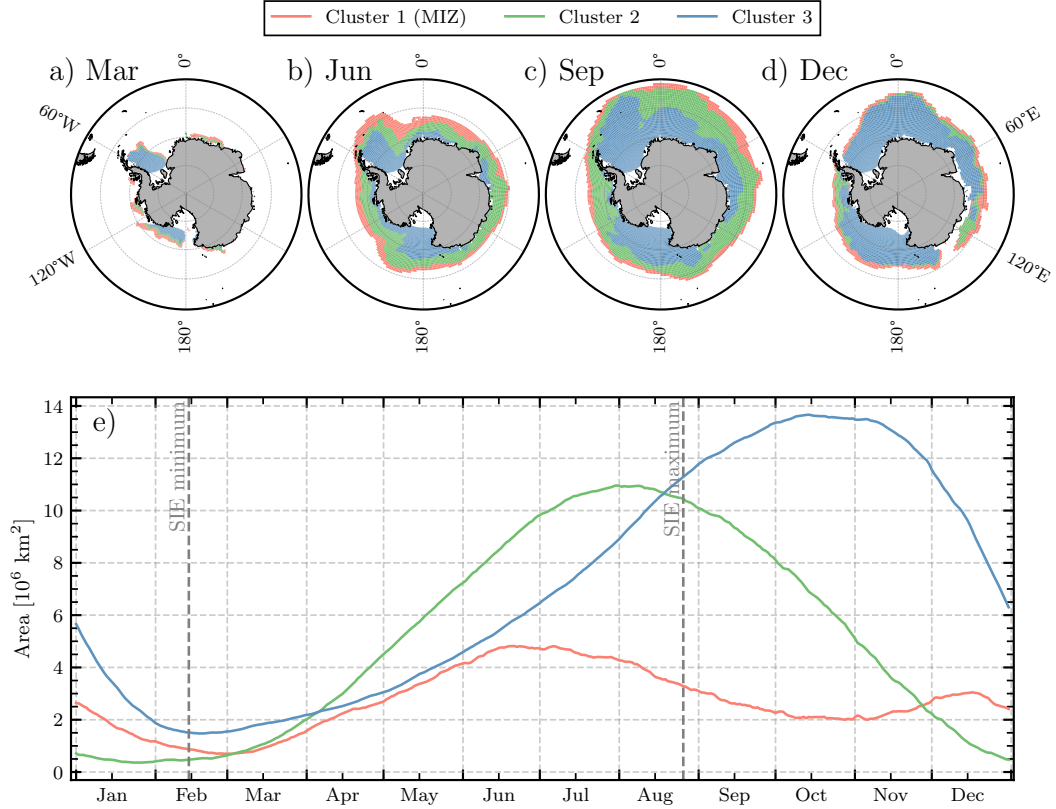 Cluster 1 (MIZ) Cluster 2 Cluster 3
a) Mar b) Jun c) Sep d) Dec
0° 0° 0° 0°
60°W 60°E
120°W 120°E
180° 180° 180° 180°
e)
SIE minimum
SIE maximum
Area [10⁶ km²]
14
12
10
8
6
4
2
0
Jan Feb Mar Apr May Jun Jul Aug Sep Oct Nov Dec